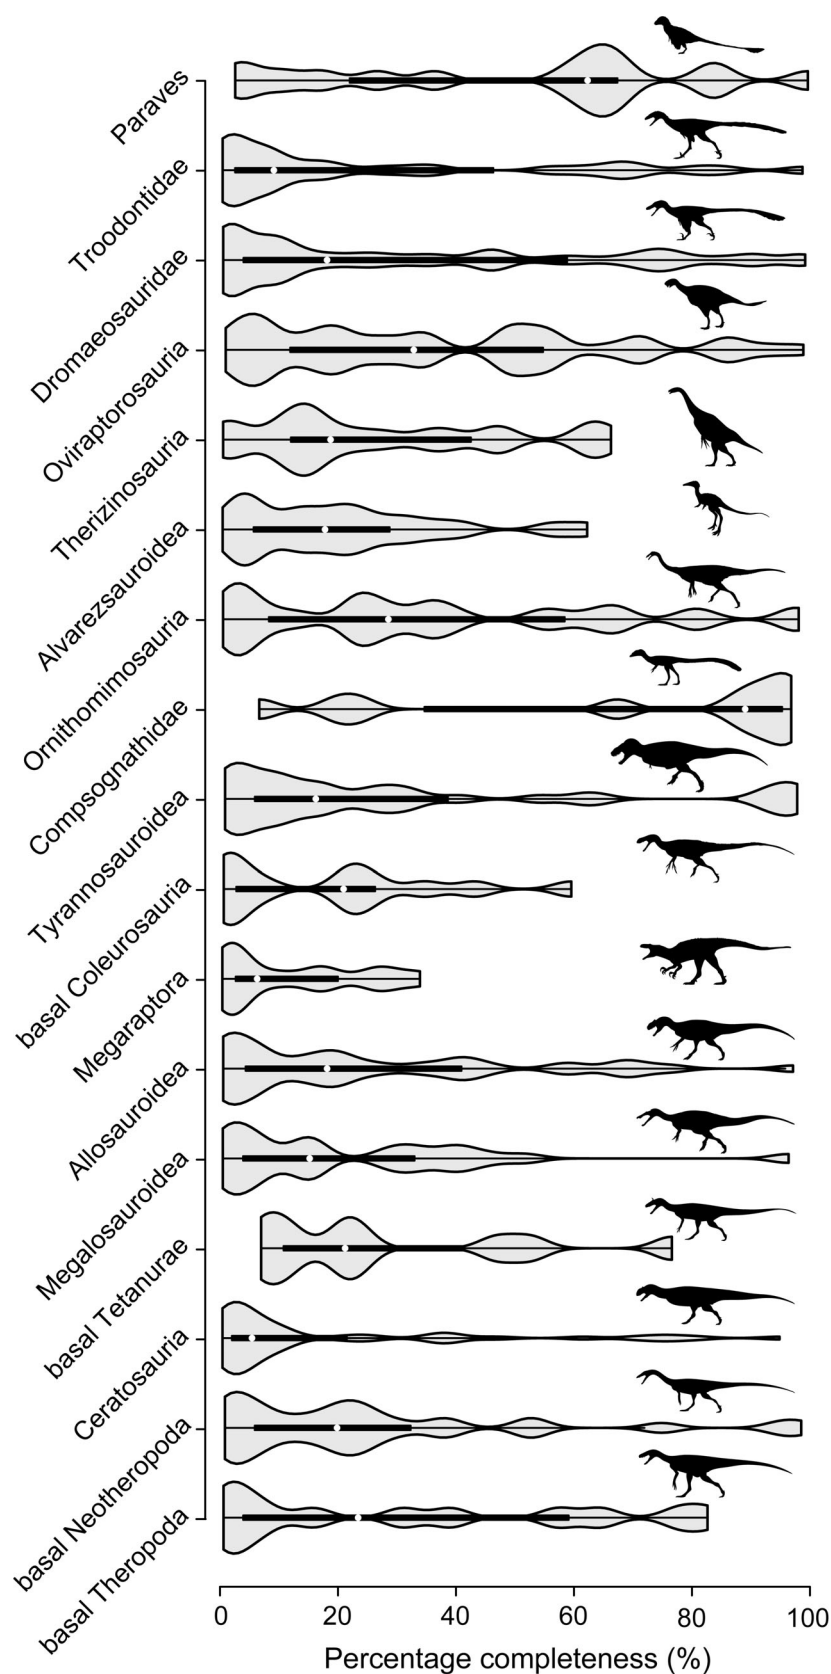 Paraves
Troodontidae
Dromaeosauridae
Oviraptorosauria
Therizinosauria
Alvarezsauroidea
Ornithomimosauria
Compsognathidae
Tyrannosauroidea
basal Coleurosauria
Megaraptora
Allosauroidea
Megalosauroidea
basal Tetanurae
Ceratosauria
basal Neotheropoda
basal Theropoda
0 20 40 60 80 100
Percentage completeness (%)